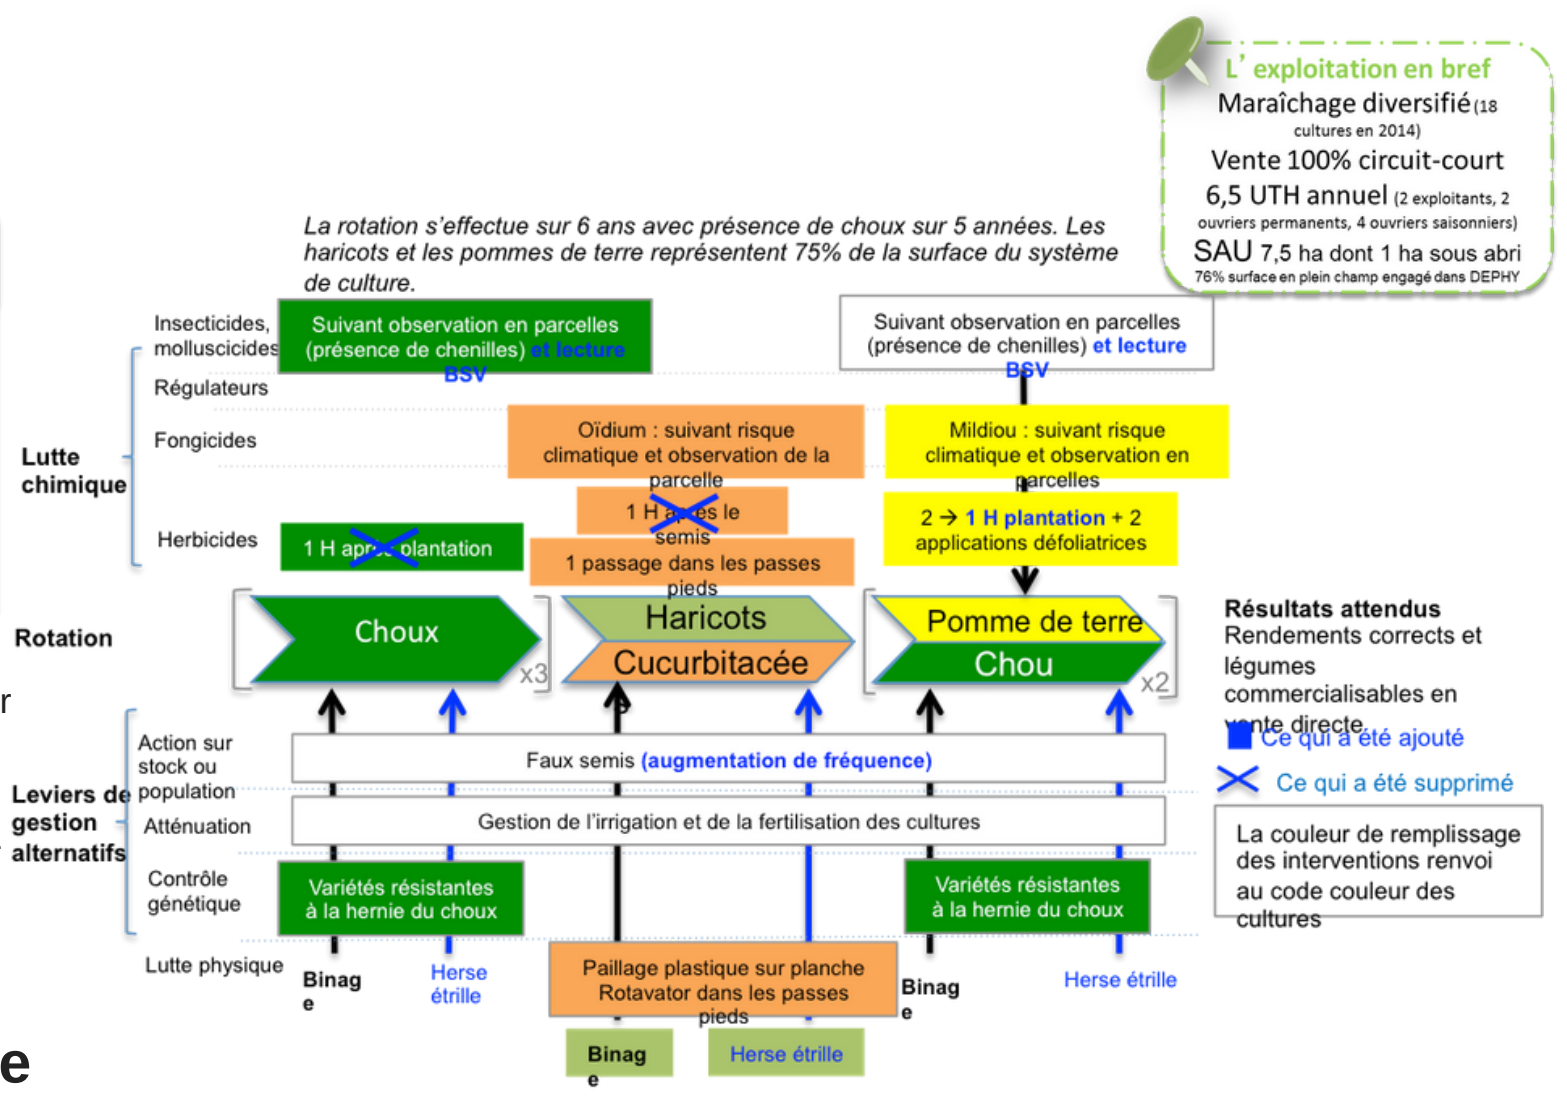 L’ exploitation en bref
Maraîchage diversifié (18
cultures en 2014)
Vente 100% circuit-court
6,5 UTH annuel (2 exploitants, 2
ouvriers permanents, 4 ouvriers saisonniers)
SAU 7,5 ha dont 1 ha sous abri
76% surface en plein champ engagé dans DEPHY
La rotation s’effectue sur 6 ans avec présence de choux sur 5 années. Les
haricots et les pommes de terre représentent 75% de la surface du système
de culture.
Lutte
chimique
Insecticides,
molluscicides
Suivant observation en parcelles
(présence de chenilles) et lecture
BSV
Suivant observation en parcelles
(présence de chenilles) et lecture
BSV
Régulateurs
Fongicides
Oïdium : suivant risque
climatique et observation de la
parcelle
Mildiou : suivant risque
climatique et observation en
parcelles
Herbicides
1 H après plantation
1 H après le
semis
1 passage dans les passes
pieds
2 → 1 H plantation + 2
applications défoliatrices
Rotation
Choux
x3
Haricots
Cucurbitacée
s
Pomme de terre
Chou
x2
Résultats attendus
Rendements corrects et
légumes
commercialisables en
vente directe.
Ce qui a été ajouté
Ce qui a été supprimé
La couleur de remplissage
des interventions renvoi
au code couleur des
cultures
r
Leviers de
gestion
alternatifs
Action sur
stock ou
population
Faux semis (augmentation de fréquence)
Atténuation
Gestion de l’irrigation et de la fertilisation des cultures
Contrôle
génétique
Variétés résistantes
à la hernie du choux
Variétés résistantes
à la hernie du choux
Lutte physique
Binag
e
Herse
étrille
Paillage plastique sur planche
Rotavator dans les passes
pieds
Binag
e
Herse étrille
Binag
e
Herse étrille
e